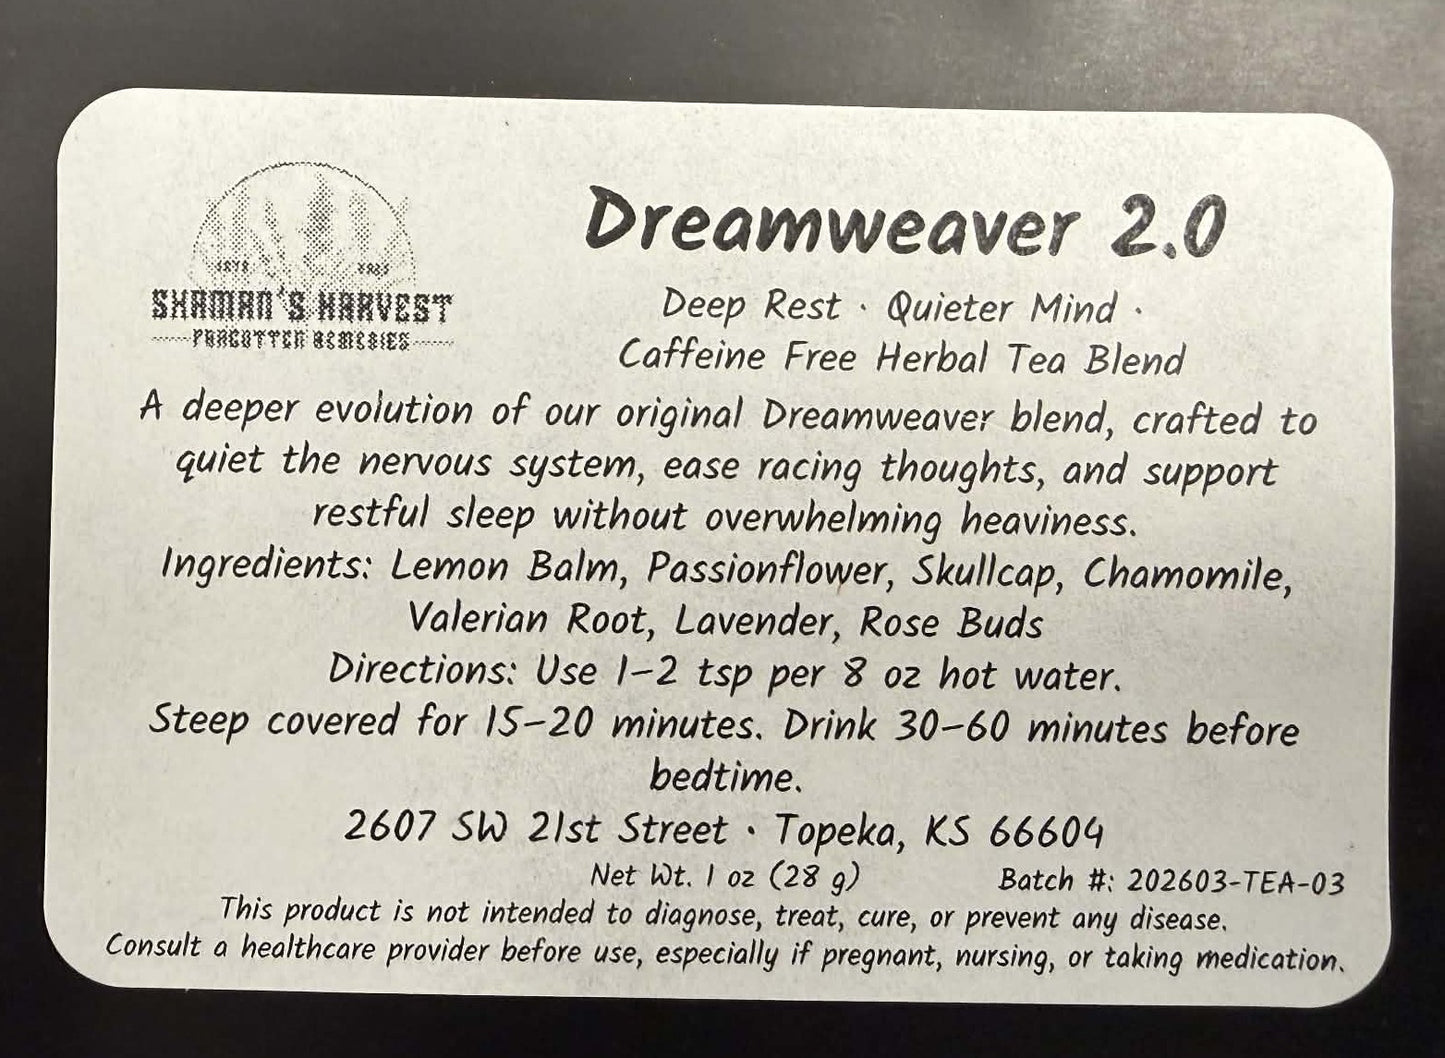 SHAMAN'S HARVEST
FORGOTTEN REMEDIES
Dreamweaver 2.0
Deep Rest · Quieter Mind ·
Caffeine Free Herbal Tea Blend
A deeper evolution of our original Dreamweaver blend, crafted to
quiet the nervous system, ease racing thoughts, and support
restful sleep without overwhelming heaviness.
Ingredients: Lemon Balm, Passionflower, Skullcap, Chamomile,
Valerian Root, Lavender, Rose Buds
Directions: Use 1-2 tsp per 8 oz hot water.
Steep covered for 15-20 minutes. Drink 30-60 minutes before
bedtime.
2607 SW 21st Street · Topeka, KS 66604
Net Wt. 1 oz (28 g) Batch #: 202603-TEA-03
This product is not intended to diagnose, treat, cure, or prevent any disease.
Consult a healthcare provider before use, especially if pregnant, nursing, or taking medication.